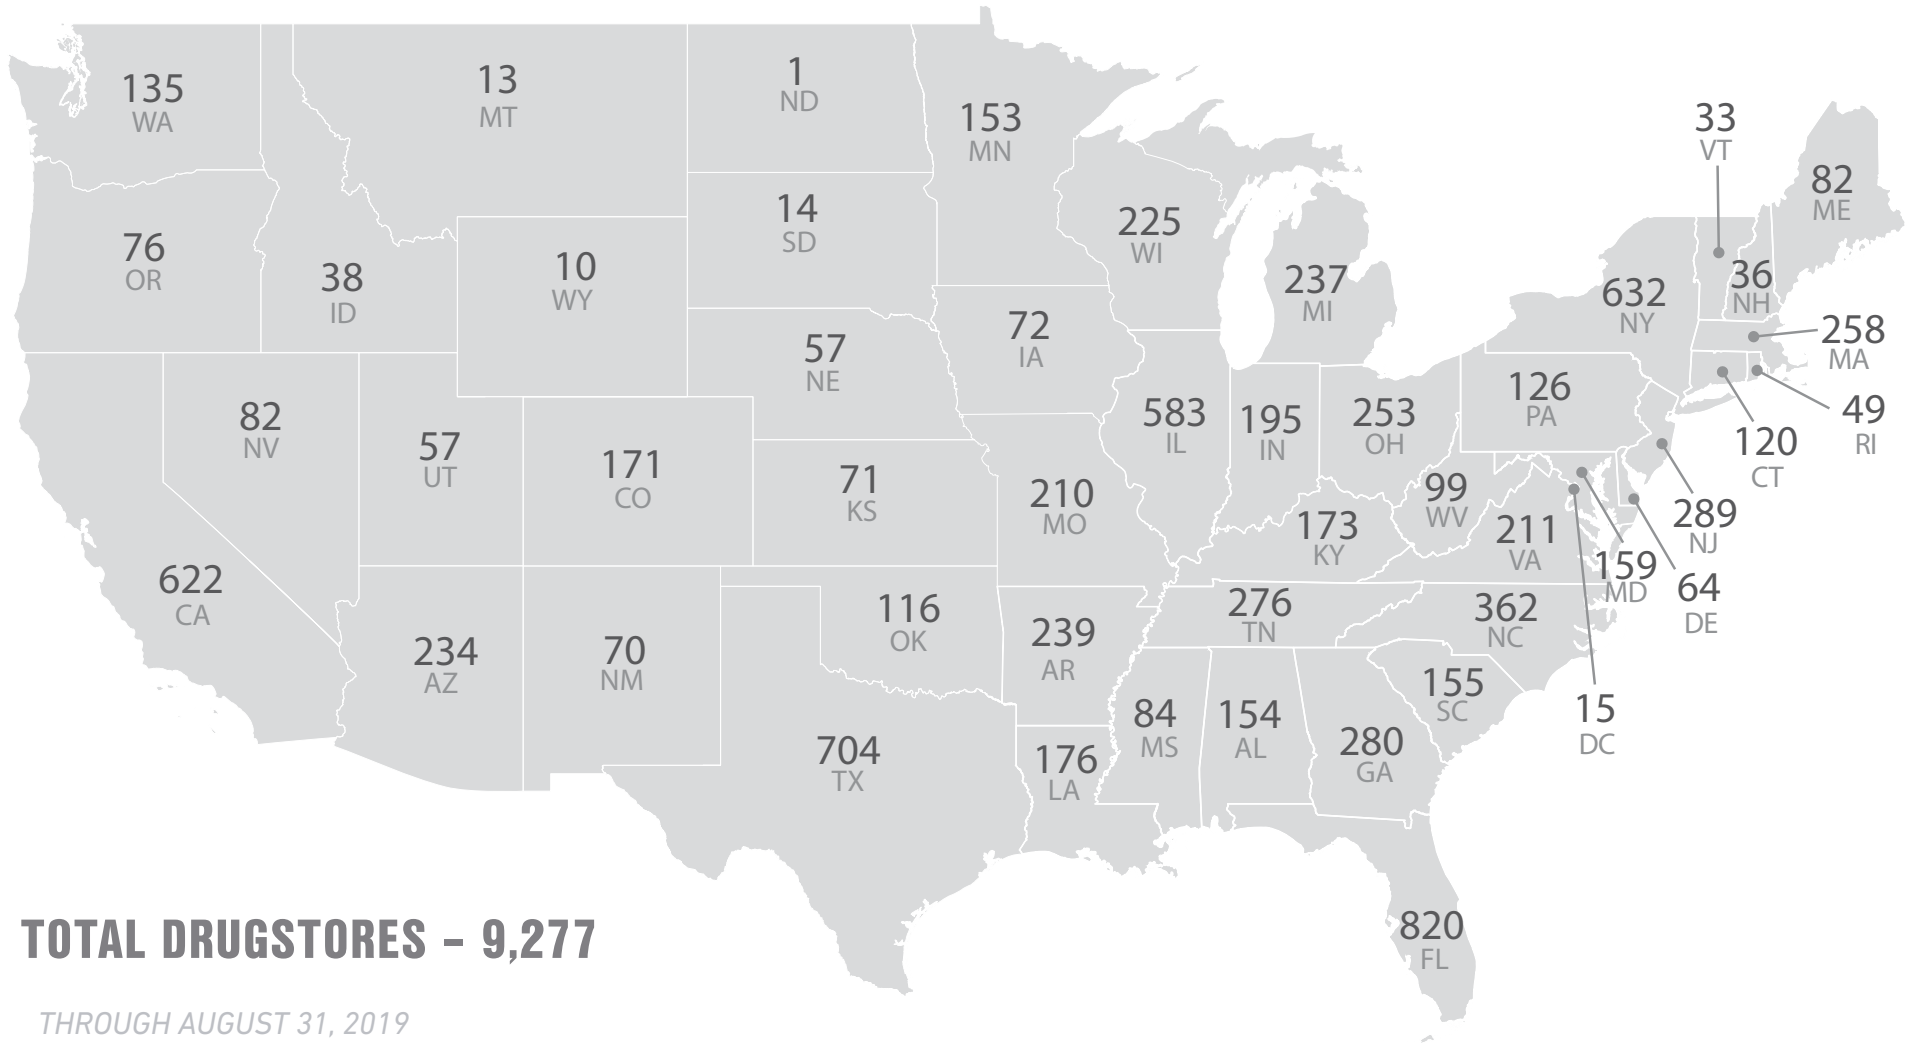 135
WA
13
MT
1
ND
153
MN
33
VT
82
ME
76
OR
38
ID
10
WY
14
SD
225
WI
237
MI
632
NY
36
NH
258
MA
82
NV
57
UT
171
CO
57
NE
72
IA
583
IL
195
IN
253
OH
126
PA
49
RI
120
CT
622
CA
71
KS
210
MO
173
KY
99
WV
211
VA
289
NJ
159
MD
64
DE
234
AZ
70
NM
116
OK
239
AR
276
TN
362
NC
155
SC
15
DC
704
TX
176
LA
84
MS
154
AL
280
GA
820
FL
TOTAL DRUGSTORES – 9,277
THROUGH AUGUST 31, 2019